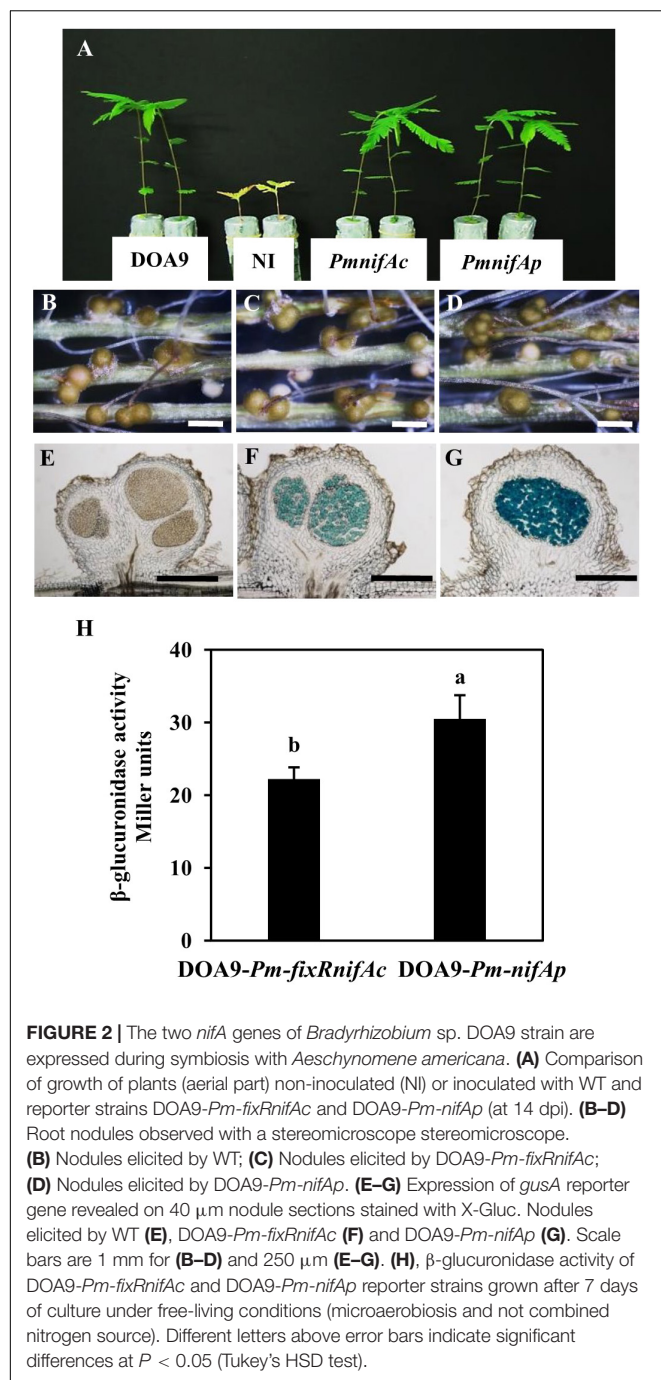 A
DOA9
NI
PmnifAc
PmnifAp
B
C
D
E
F
G
H
β-glucuronidase activity
Miller units
40
30
20
10
0
b
a
DOA9-Pm-fixRnifAc
DOA9-Pm-nifAp
FIGURE 2 | The two nifA genes of Bradyrhizobium sp. DOA9 strain are
expressed during symbiosis with Aeschynomene americana. (A) Comparison
of growth of plants (aerial part) non-inoculated (NI) or inoculated with WT and
reporter strains DOA9-Pm-fixRnifAc and DOA9-Pm-nifAp (at 14 dpi). (B–D)
Root nodules observed with a stereomicroscope stereomicroscope.
(B) Nodules elicited by WT; (C) Nodules elicited by DOA9-Pm-fixRnifAc;
(D) Nodules elicited by DOA9-Pm-nifAp. (E–G) Expression of gusA reporter
gene revealed on 40 μm nodule sections stained with X-Gluc. Nodules
elicited by WT (E), DOA9-Pm-fixRnifAc (F) and DOA9-Pm-nifAp (G). Scale
bars are 1 mm for (B–D) and 250 μm (E–G). (H), β-glucuronidase activity of
DOA9-Pm-fixRnifAc and DOA9-Pm-nifAp reporter strains grown after 7 days
of culture under free-living conditions (microaerobiosis and not combined
nitrogen source). Different letters above error bars indicate significant
differences at P < 0.05 (Tukey's HSD test).